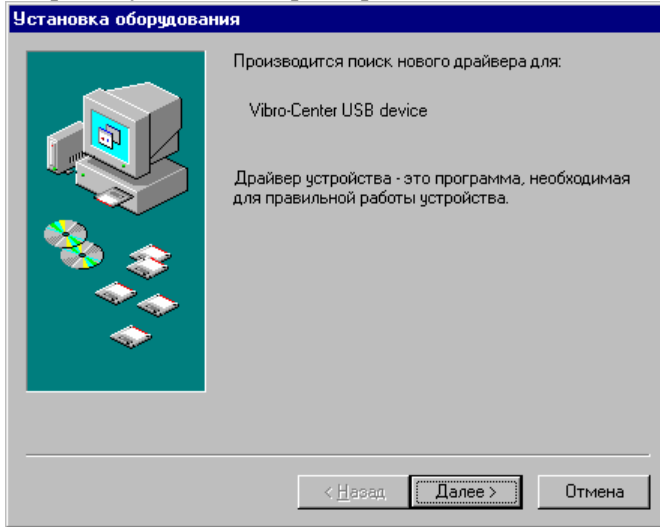 Установка оборудования
Производится поиск нового драйвера для:
Vibro-Center USB device
Драйвер устройства - это программа, необходимая
для правильной работы устройства.
< Назад
Далее >
Отмена